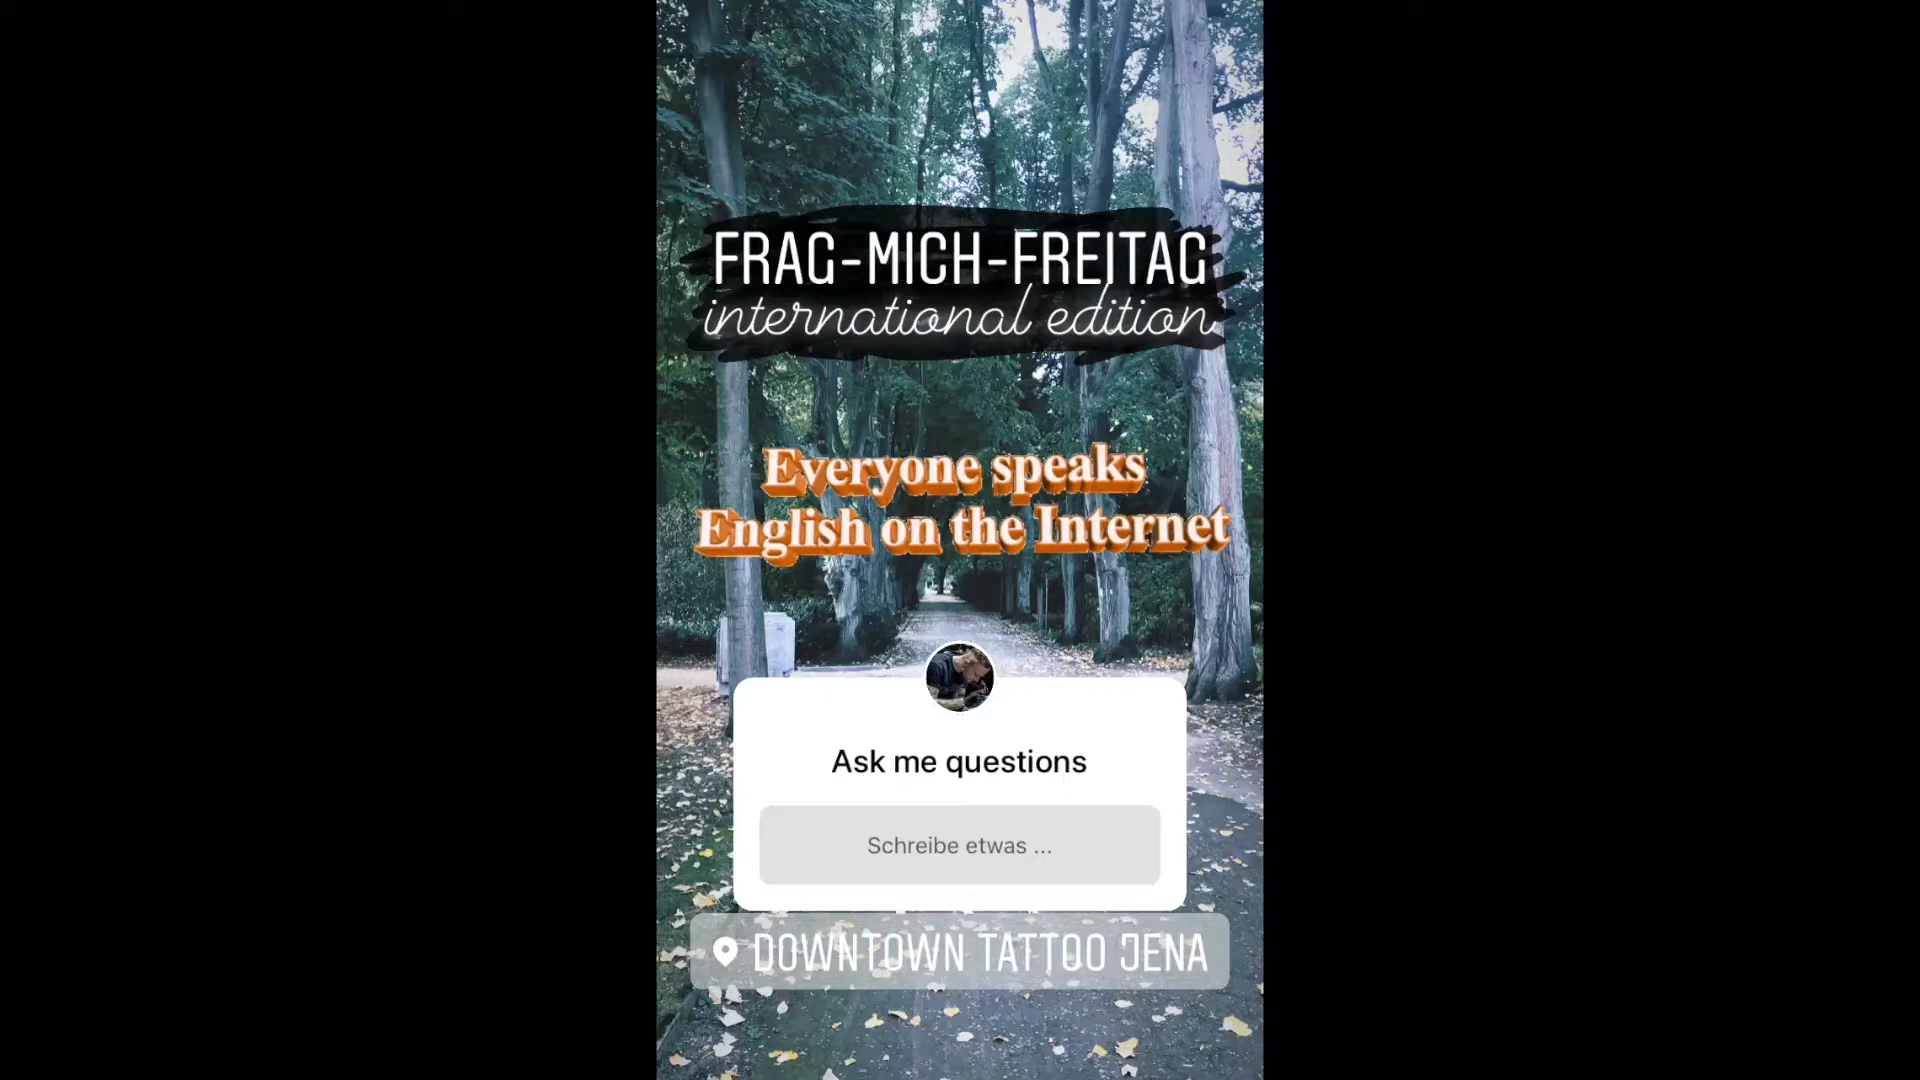 FRAG-MICH-FREITAG
international edition
Everyone speaks
English on the Internet
Ask me questions
Schreibe etwas ...
DOWNTOWN TATTOO JENA